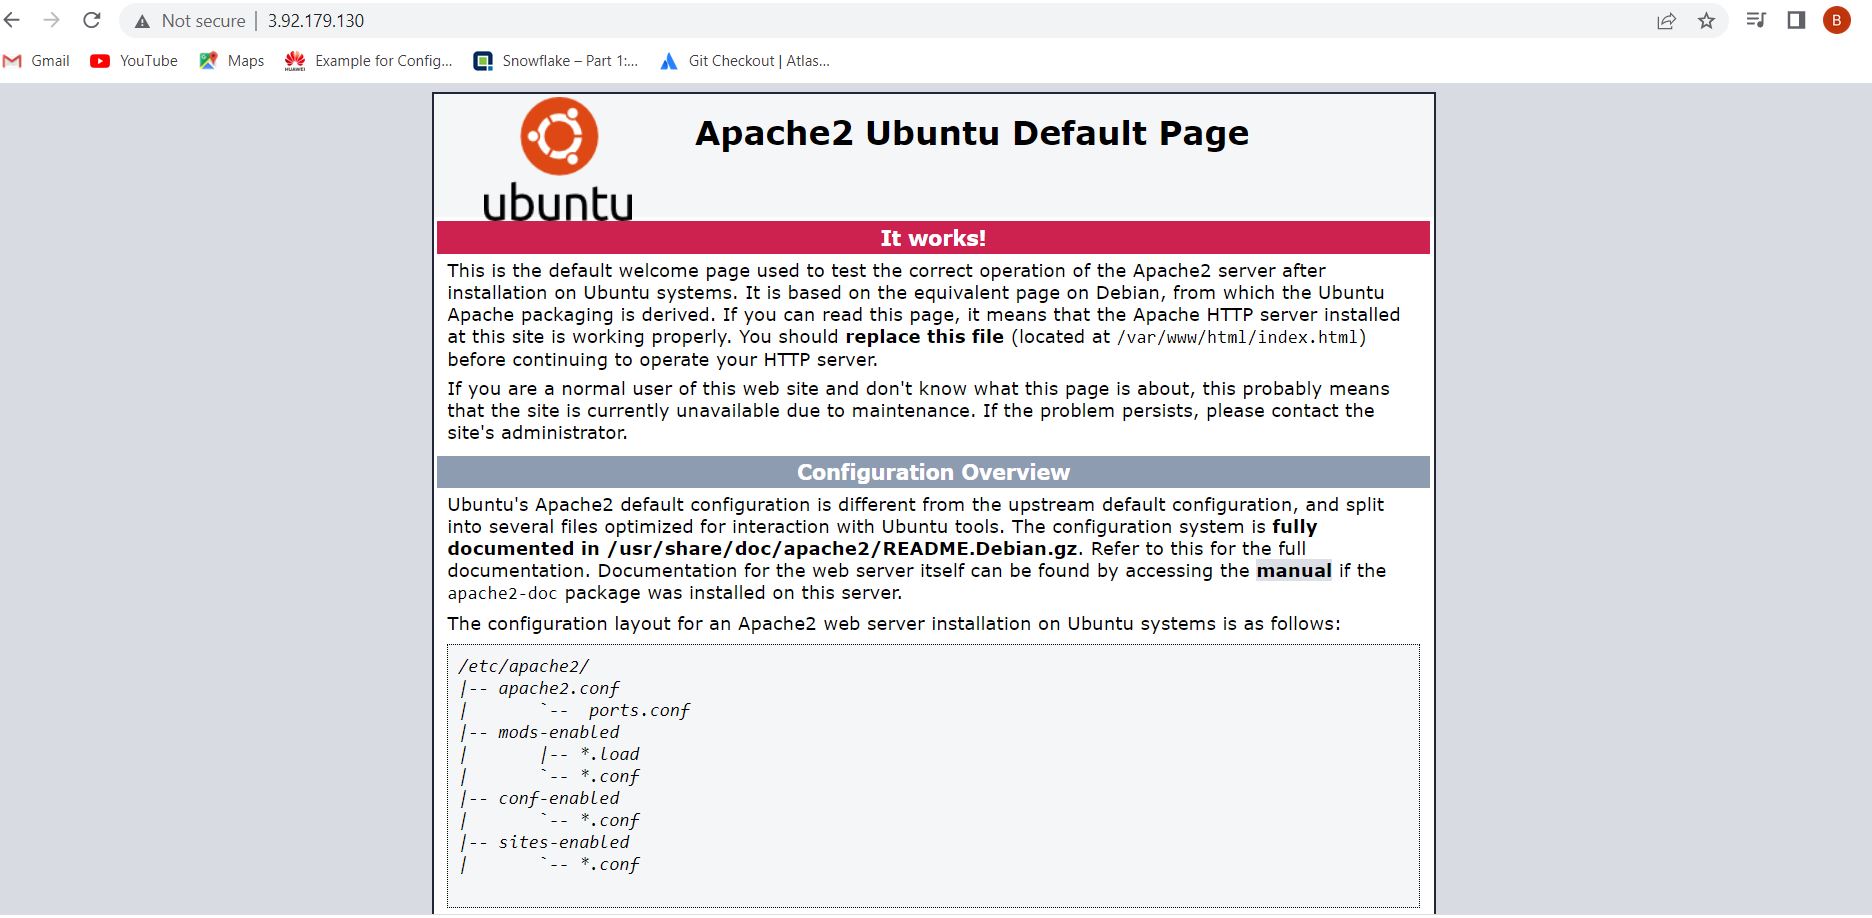 Not secure | 3.92.179.130
B
Gmail YouTube Maps Example for Config... Snowflake – Part 1:... Git Checkout | Atlas...
HUAWEI
ubuntu
Apache2 Ubuntu Default Page
It works!
This is the default welcome page used to test the correct operation of the Apache2 server after
installation on Ubuntu systems. It is based on the equivalent page on Debian, from which the Ubuntu
Apache packaging is derived. If you can read this page, it means that the Apache HTTP server installed
at this site is working properly. You should replace this file (located at /var/www/html/index.html)
before continuing to operate your HTTP server.
If you are a normal user of this web site and don't know what this page is about, this probably means
that the site is currently unavailable due to maintenance. If the problem persists, please contact the
site's administrator.
Configuration Overview
Ubuntu's Apache2 default configuration is different from the upstream default configuration, and split
into several files optimized for interaction with Ubuntu tools. The configuration system is fully
documented in /usr/share/doc/apache2/README.Debian.gz. Refer to this for the full
documentation. Documentation for the web server itself can be found by accessing the manual if the
apache2-doc package was installed on this server.
The configuration layout for an Apache2 web server installation on Ubuntu systems is as follows:
/etc/apache2/
|-- apache2.conf
|       `--  ports.conf
|-- mods-enabled
|       |-- *.load
|       `-- *.conf
|-- conf-enabled
|       `-- *.conf
|-- sites-enabled
|       `-- *.conf